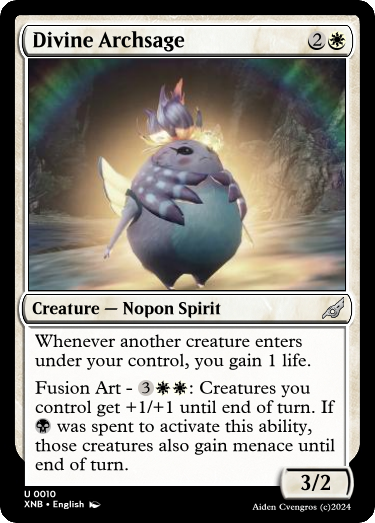 Divine Archsage 2
Creature — Nopon Spirit
Whenever another creature enters
under your control, you gain 1 life.
Fusion Art - 3 : Creatures you
control get +1/+1 until end of turn. If
was spent to activate this ability,
those creatures also gain menace until
end of turn.
3/2
U 0010
XNB • English
Aiden Cvengros (c)2024